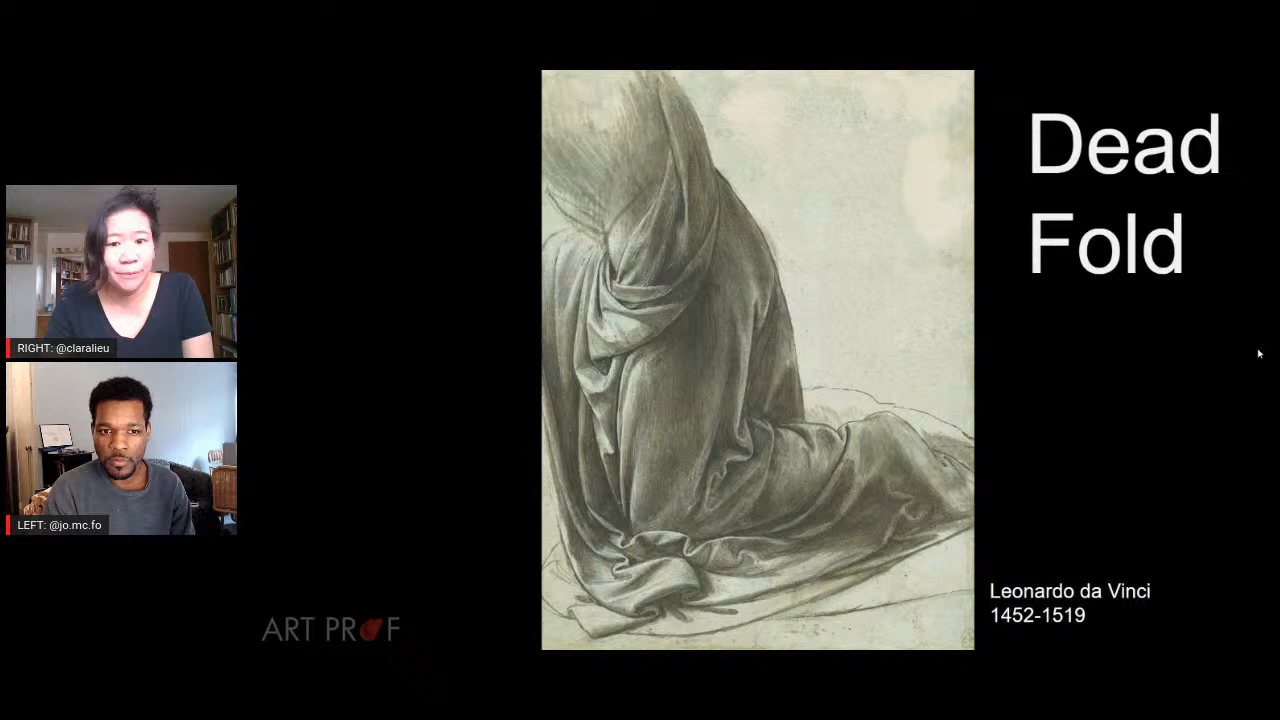 Dead
Fold
RIGHT: @claralieu
LEFT: @jo.mc.fo
Leonardo da Vinci
1452-1519
ART PROF